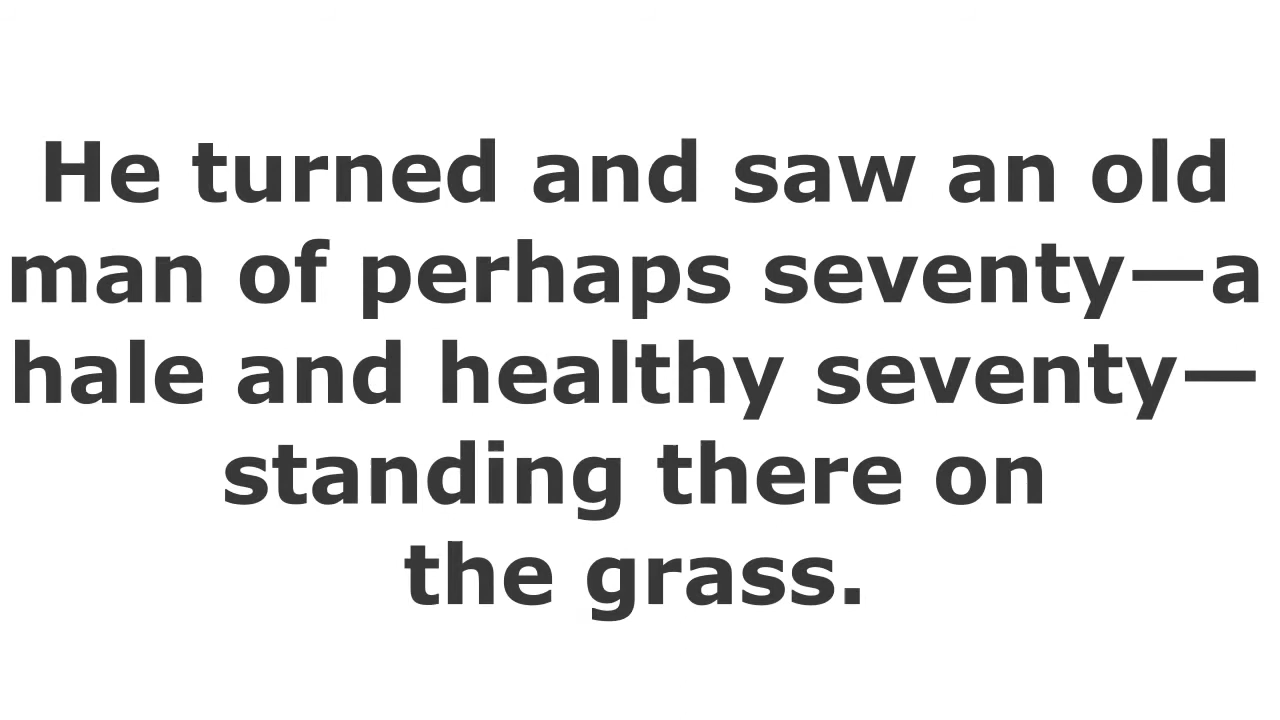 He turned and saw an old
man of perhaps seventy—a
hale and healthy seventy—
standing there on
the grass.